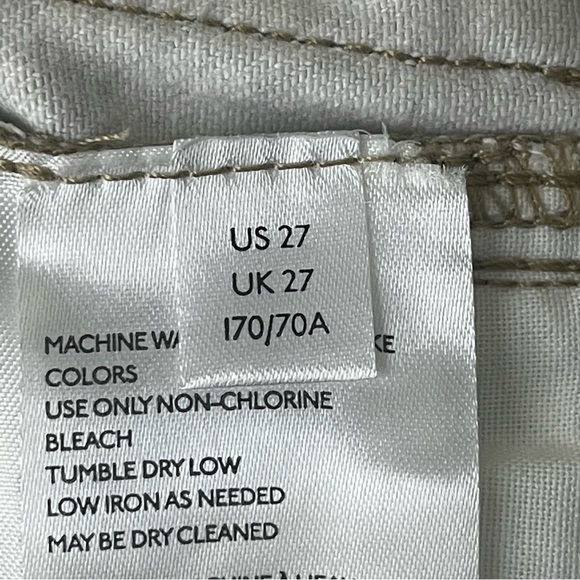 US 27
UK 27
170/70A
MACHINE
COLORS
USE ONLY NON-CHLORINE
BLEACH
TUMBLE DRY LOW
LOW IRON AS NEEDED
MAY BE DRY CLEANED